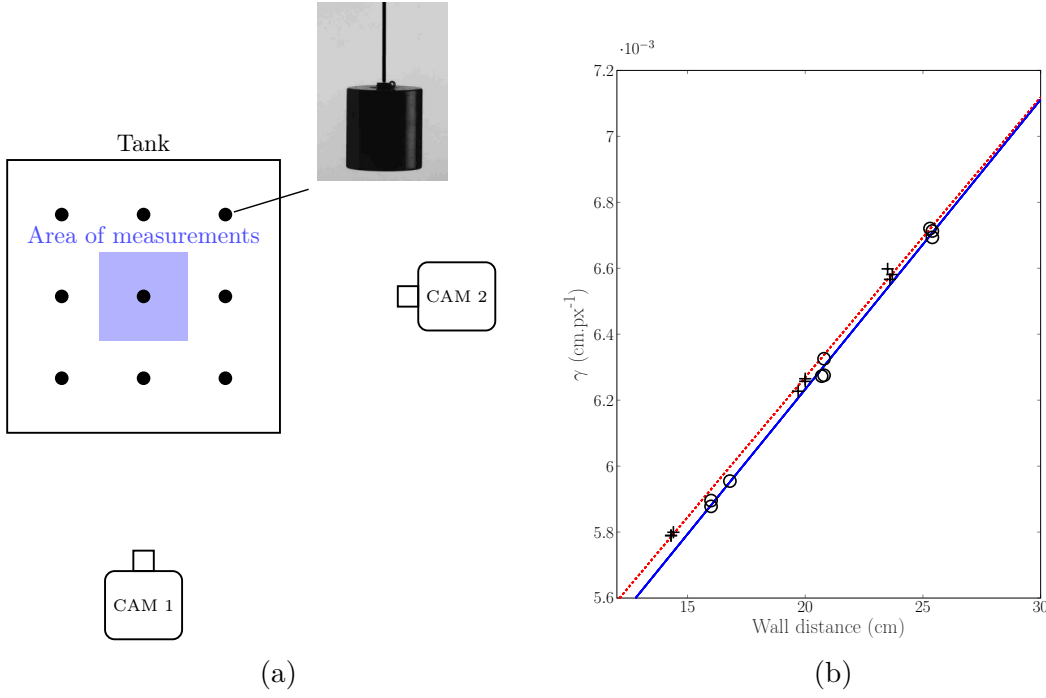 Tank
Area of measurements
CAM 2
CAM 1
(a)
·10⁻³
7.2
7
6.8
6.6
6.4
6.2
6
5.8
5.6
γ (cm.px⁻¹)
15
20
25
30
Wall distance (cm)
(b)